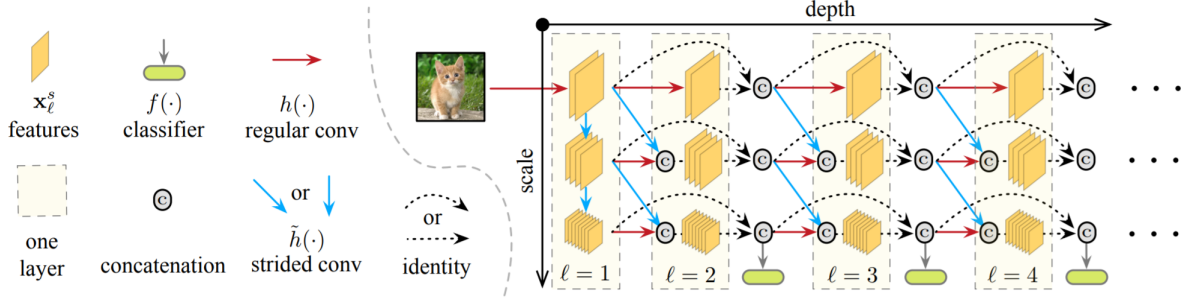 depth
scale
x_ℓ^s
features
f(·)
classifier
h(·)
regular conv
one
layer
c
concatenation
or
h̃(·)
strided conv
or
identity
c c c
c c c c c c
c c c c c c
ℓ = 1 ℓ = 2 ℓ = 3 ℓ = 4